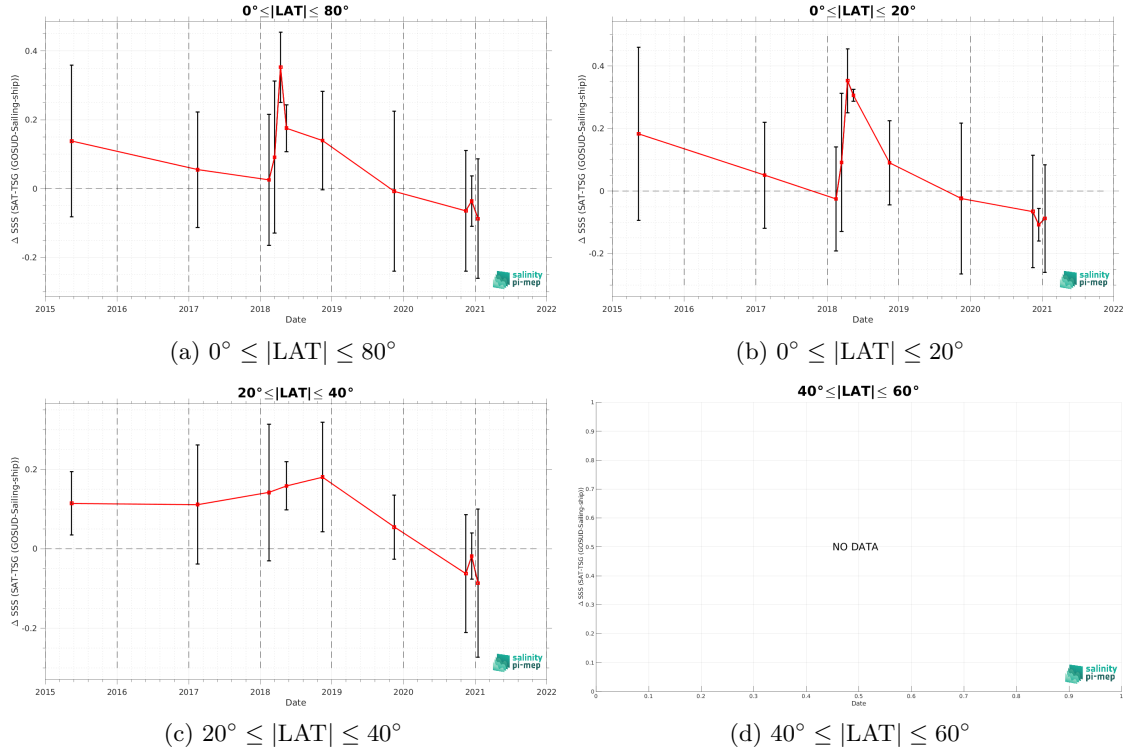 0°≤|LAT|≤ 80°
0.4
0.2
0
-0.2
Δ SSS (SAT-TSG (GOSUD-Sailing-ship))
salinity
pi-mep
2015 2016 2017 2018 2019 2020 2021 2022
Date
(a) 0° ≤ |LAT| ≤ 80°
0°≤|LAT|≤ 20°
0.4
0.2
0
-0.2
Δ SSS (SAT-TSG (GOSUD-Sailing-ship))
salinity
pi-mep
2015 2016 2017 2018 2019 2020 2021 2022
Date
(b) 0° ≤ |LAT| ≤ 20°
20°≤|LAT|≤ 40°
0.2
0
-0.2
Δ SSS (SAT-TSG (GOSUD-Sailing-ship))
salinity
pi-mep
2015 2016 2017 2018 2019 2020 2021 2022
Date
(c) 20° ≤ |LAT| ≤ 40°
40°≤|LAT|≤ 60°
1
0.9
0.8
0.7
0.6
0.5
0.4
0.3
0.2
0.1
0
Δ SSS (SAT-TSG (GOSUD-Sailing-ship))
NO DATA
salinity
pi-mep
0 0.1 0.2 0.3 0.4 0.5 0.6 0.7 0.8 0.9 1
Date
(d) 40° ≤ |LAT| ≤ 60°